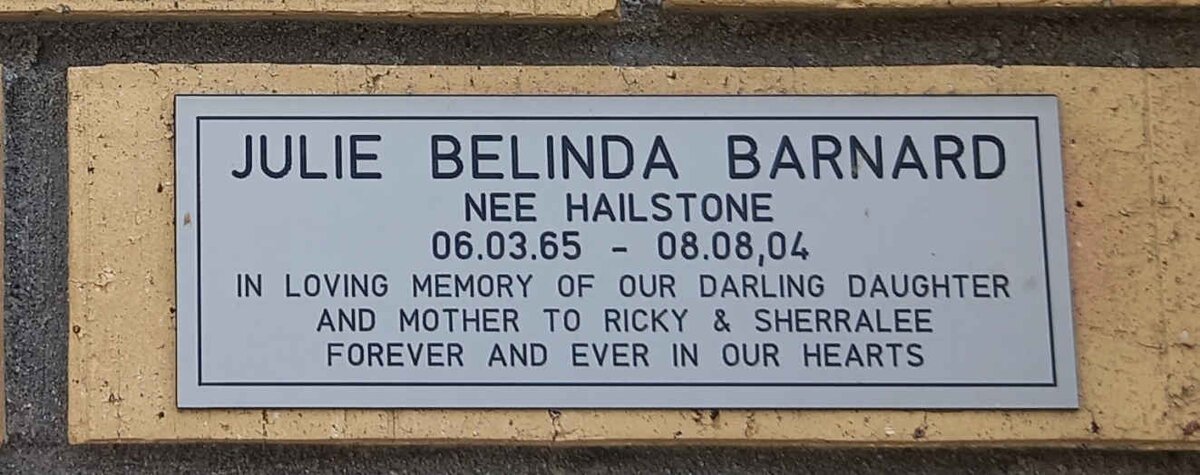 JULIE BELINDA BARNARD
NEE HAILSTONE
06.03.65 - 08.08,04
IN LOVING MEMORY OF OUR DARLING DAUGHTER
AND MOTHER TO RICKY & SHERRALEE
FOREVER AND EVER IN OUR HEARTS